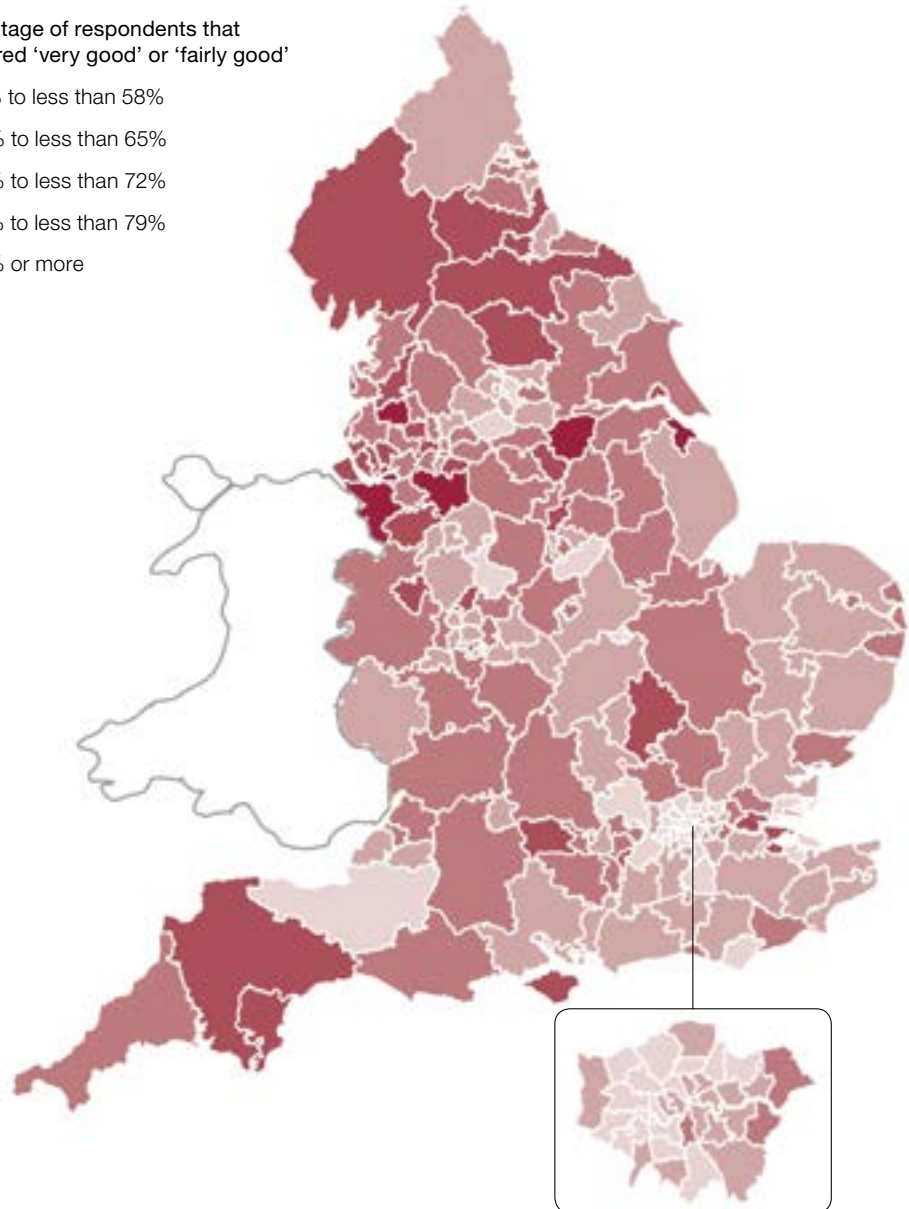 tage of respondents that
red ‘very good’ or ‘fairly good’
% to less than 58%
% to less than 65%
% to less than 72%
% to less than 79%
% or more